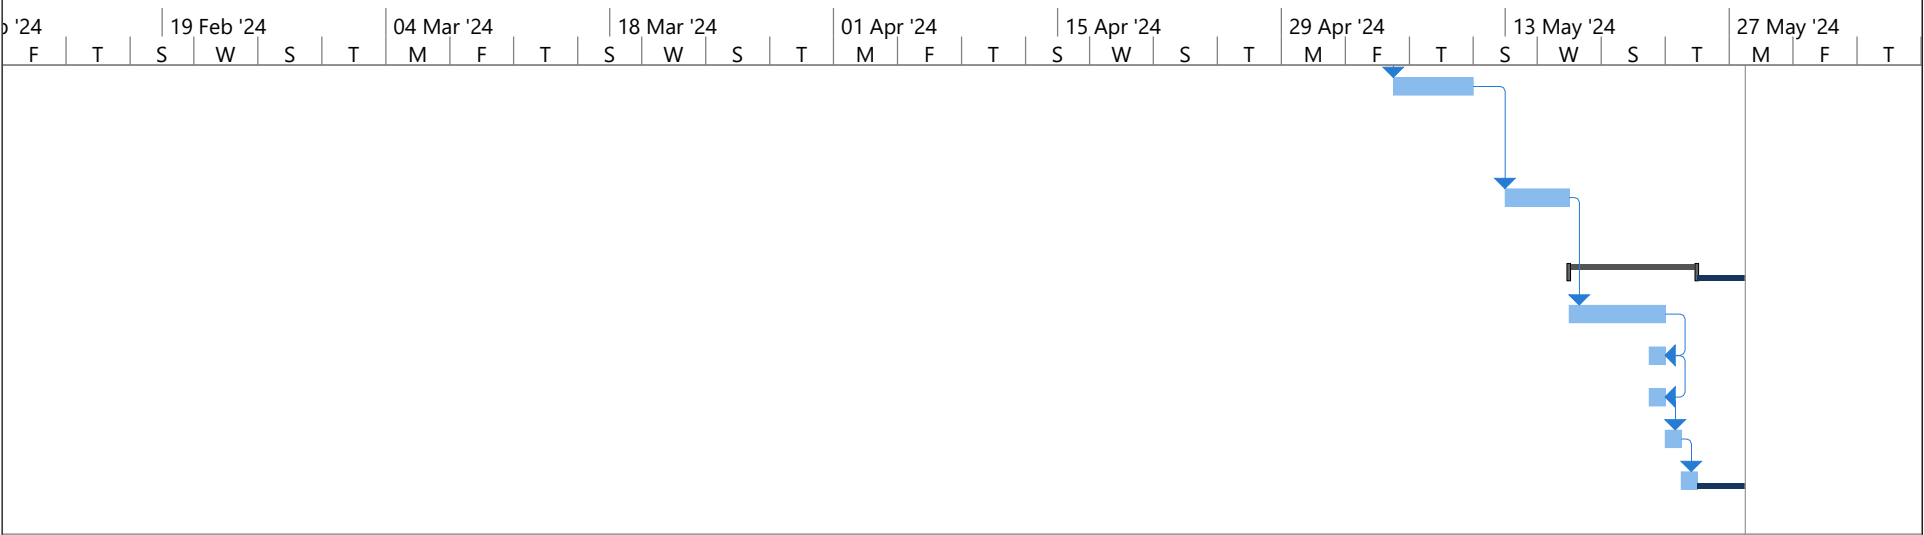 '24 19 Feb '24 04 Mar '24 18 Mar '24 01 Apr '24 15 Apr '24 29 Apr '24 13 May '24 27 May '24
F T S W S T M F T S W S T M F T S W S T M F T S W S T M F T